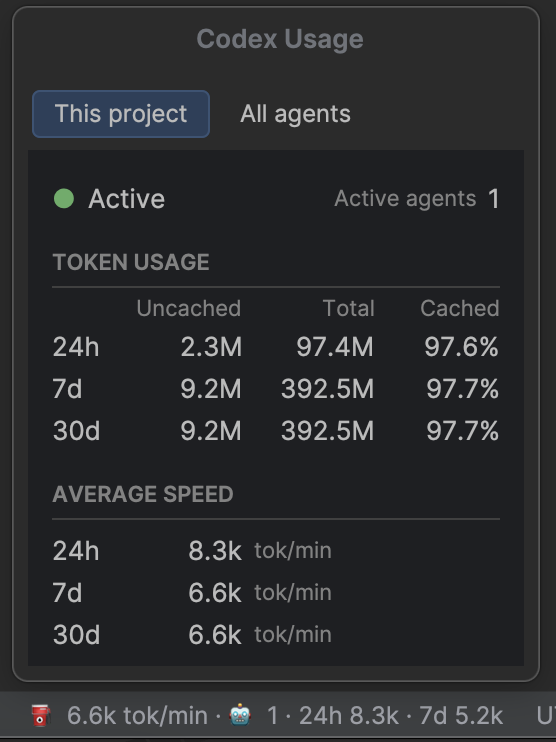 Codex Usage
This project All agents
Active Active agents 1
TOKEN USAGE
Uncached Total Cached
24h 2.3M 97.4M 97.6%
7d 9.2M 392.5M 97.7%
30d 9.2M 392.5M 97.7%
AVERAGE SPEED
24h 8.3k tok/min
7d 6.6k tok/min
30d 6.6k tok/min
6.6k tok/min · 1 · 24h 8.3k · 7d 5.2k